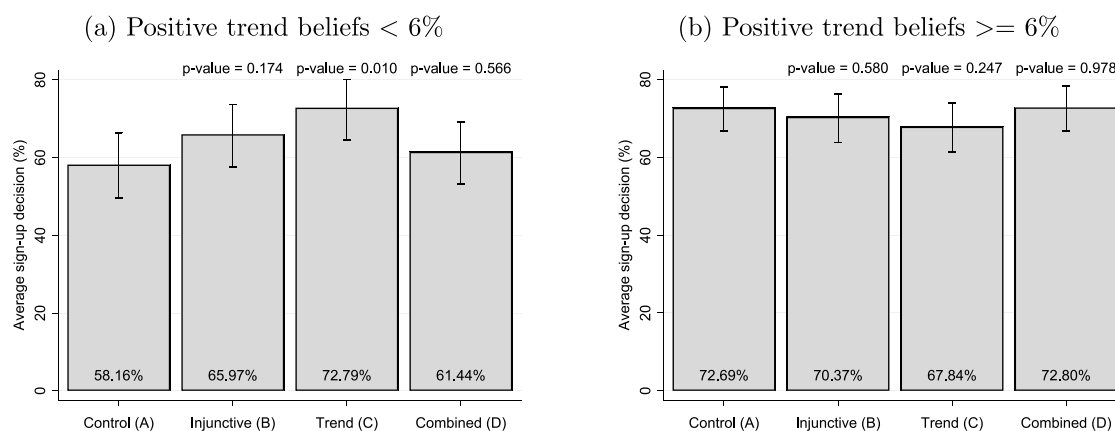 (a) Positive trend beliefs < 6%
p-value = 0.174 p-value = 0.010 p-value = 0.566
Average sign-up decision (%)
80
60
40
20
0
58.16% 65.97% 72.79% 61.44%
Control (A) Injunctive (B) Trend (C) Combined (D)
(b) Positive trend beliefs >= 6%
p-value = 0.580 p-value = 0.247 p-value = 0.978
Average sign-up decision (%)
80
60
40
20
0
72.69% 70.37% 67.84% 72.80%
Control (A) Injunctive (B) Trend (C) Combined (D)